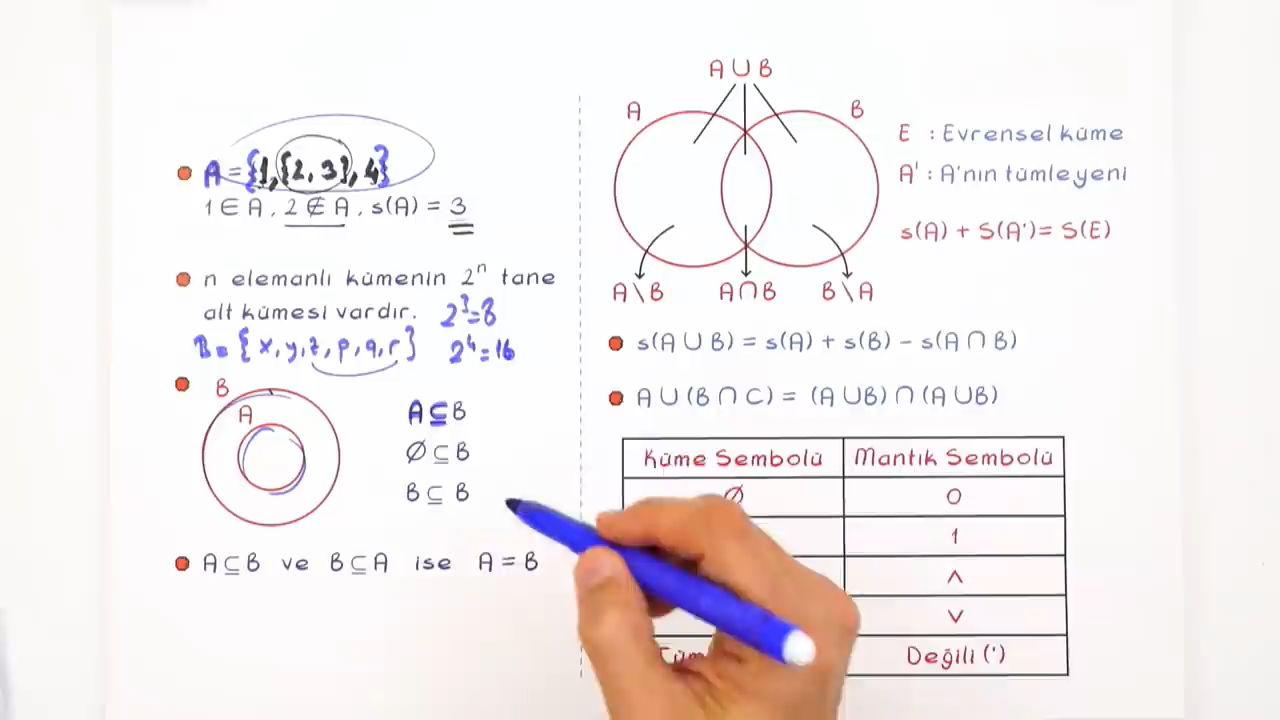 A = {1, {2, 3}, 4}
1 ∈ A , 2 ∉ A , s(A) = 3
n elemanlı kümenin 2ⁿ tane
alt kümesi vardır. 2³=8
B = { x, y, z, p, q, r } 2⁴=16
B
A
A ⊆ B
∅ ⊆ B
B ⊆ B
A ⊆ B ve B ⊆ A ise A = B
A ∪ B
A
B
E : Evrensel küme
A' : A'nın tümleyeni
s(A) + S(A') = S(E)
A \ B
A ∩ B
B \ A
s(A ∪ B) = s(A) + s(B) − s(A ∩ B)
A ∪ (B ∩ C) = (A ∪ B) ∩ (A ∪ B)
Küme Sembolü Mantık Sembolü
∅ 0
1
∧
∨
Değili (')